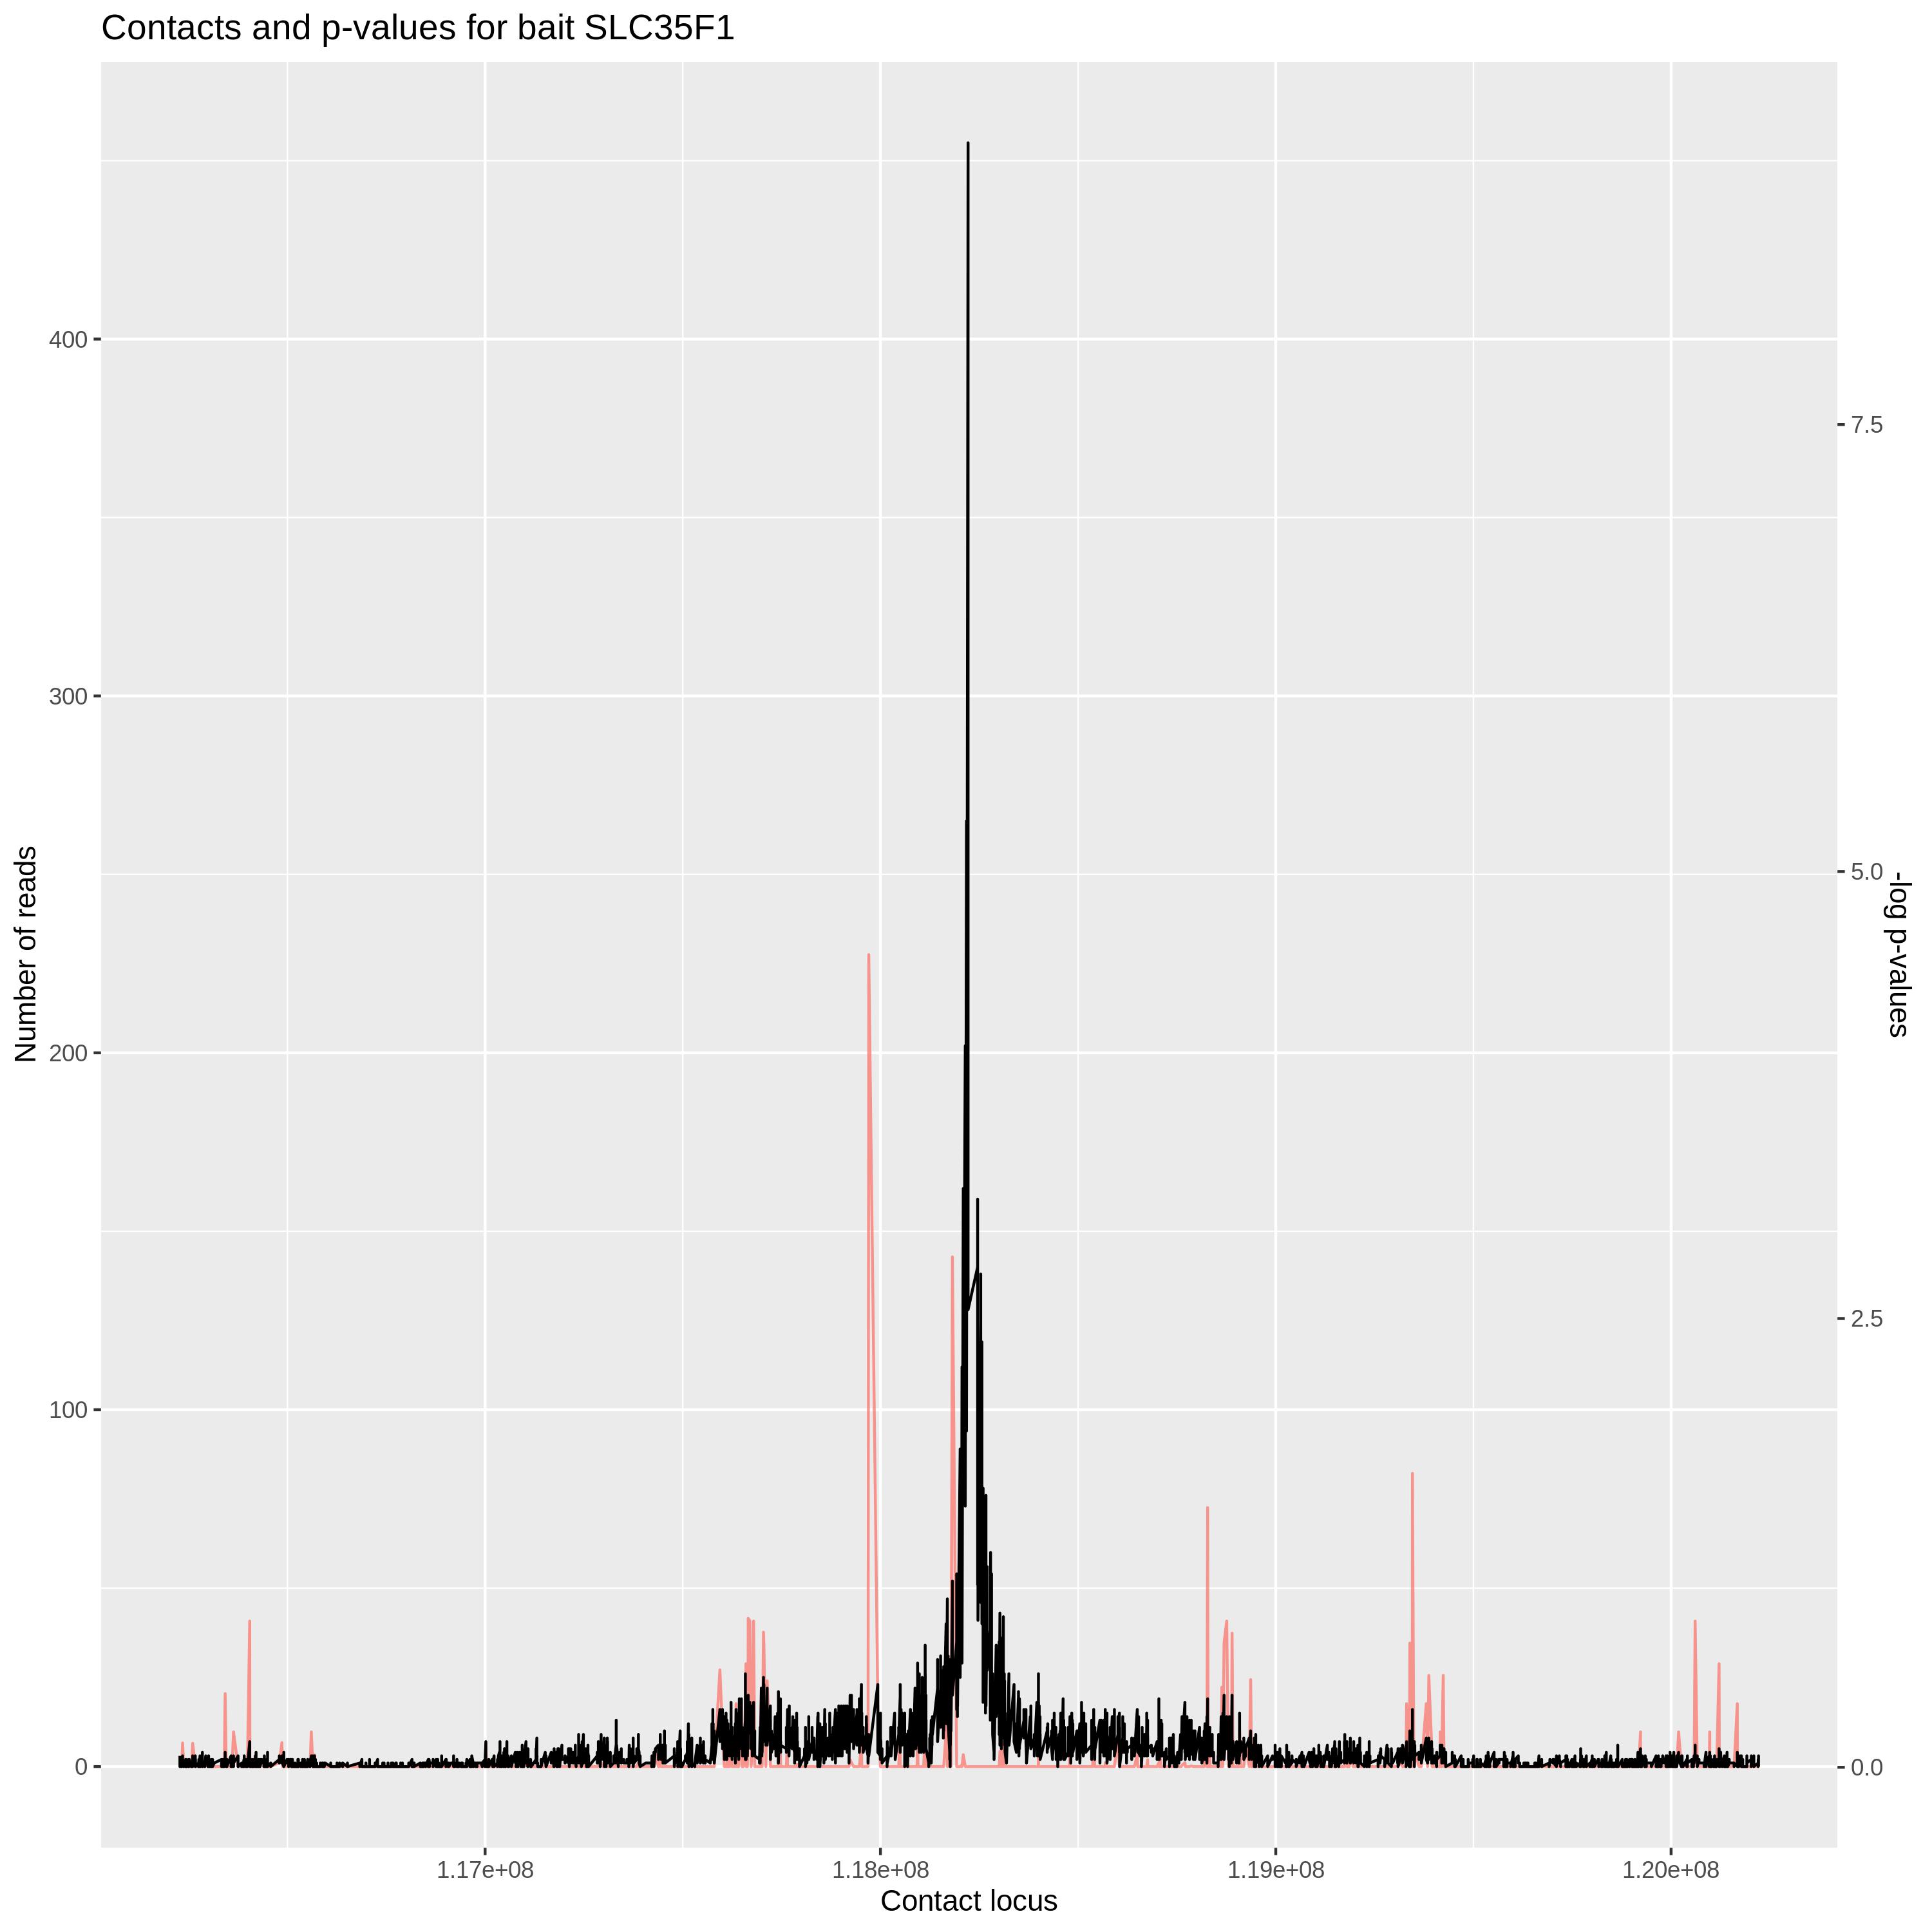 Contacts and p-values for bait SLC35F1
Number of reads
400
300
200
100
0
7.5
5.0
2.5
0.0
-log p-values
1.17e+08
1.18e+08
1.19e+08
1.20e+08
Contact locus